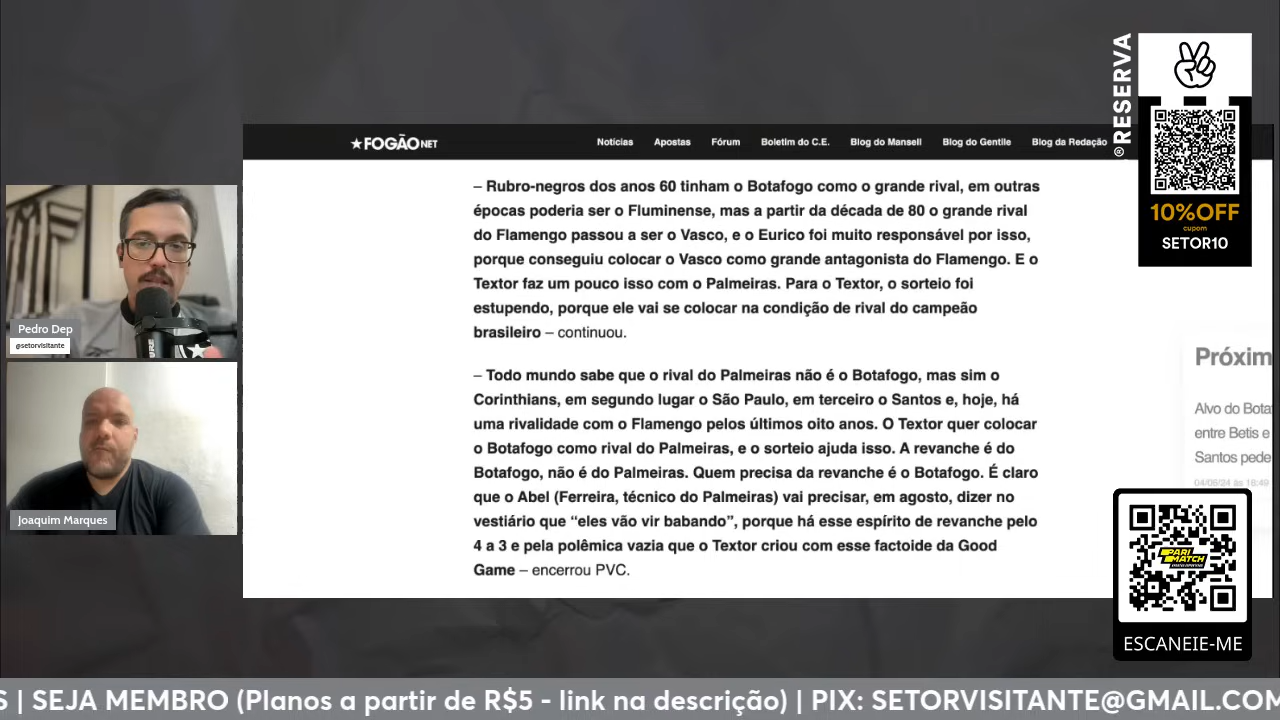 FOGÃO NET
Notícias Apostas Fórum Boletim do C.E. Blog do Mansell Blog do Gentile Blog da Redação
– Rubro-negros dos anos 60 tinham o Botafogo como o grande rival, em outras
épocas poderia ser o Fluminense, mas a partir da década de 80 o grande rival
do Flamengo passou a ser o Vasco, e o Eurico foi muito responsável por isso,
porque conseguiu colocar o Vasco como grande antagonista do Flamengo. E o
Textor faz um pouco isso com o Palmeiras. Para o Textor, o sorteio foi
estupendo, porque ele vai se colocar na condição de rival do campeão
brasileiro – continuou.
– Todo mundo sabe que o rival do Palmeiras não é o Botafogo, mas sim o
Corinthians, em segundo lugar o São Paulo, em terceiro o Santos e, hoje, há
uma rivalidade com o Flamengo pelos últimos oito anos. O Textor quer colocar
o Botafogo como rival do Palmeiras, e o sorteio ajuda isso. A revanche é do
Botafogo, não é do Palmeiras. Quem precisa da revanche é o Botafogo. É claro
que o Abel (Ferreira, técnico do Palmeiras) vai precisar, em agosto, dizer no
vestiário que “eles vão vir babando”, porque há esse espírito de revanche pelo
4 a 3 e pela polêmica vazia que o Textor criou com esse factoide da Good
Game – encerrou PVC.
Pedro Dep
@setorvisitante
Joaquim Marques
® RESERVA
10%OFF
cupom
SETOR10
Próxim
Alvo do Bota
entre Betis e
Santos pede
04/06/24 às 16:49
PARI
MATCH
ESCANEIE-ME
S | SEJA MEMBRO (Planos a partir de R$5 - link na descrição) | PIX: SETORVISITANTE@GMAIL.COM